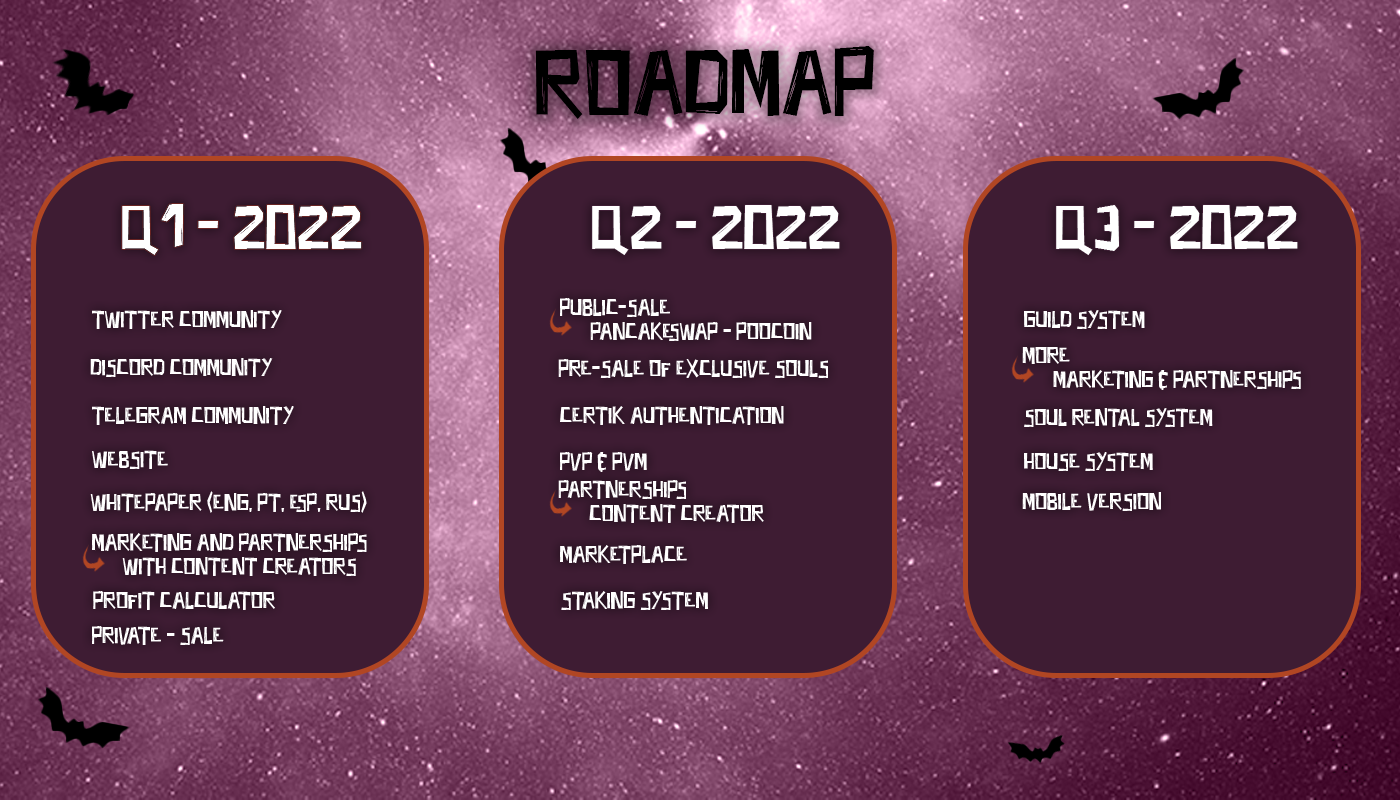 ROADMAP
Q1 - 2022
TWITTER COMMUNITY
DISCORD COMMUNITY
TELEGRAM COMMUNITY
WEBSITE
WHITEPAPER (ENG, PT, ESP, RUS)
MARKETING AND PARTNERSHIPS
WITH CONTENT CREATORS
PROFIT CALCULATOR
PRIVATE - SALE
Q2 - 2022
PUBLIC-SALE
PANCAKESWAP - POOCOIN
PRE-SALE OF EXCLUSIVE SOULS
CERTIK AUTHENTICATION
PVP & PVM
PARTNERSHIPS
CONTENT CREATOR
MARKETPLACE
STAKING SYSTEM
Q3 - 2022
GUILD SYSTEM
MORE
MARKETING & PARTNERSHIPS
SOUL RENTAL SYSTEM
HOUSE SYSTEM
MOBILE VERSION